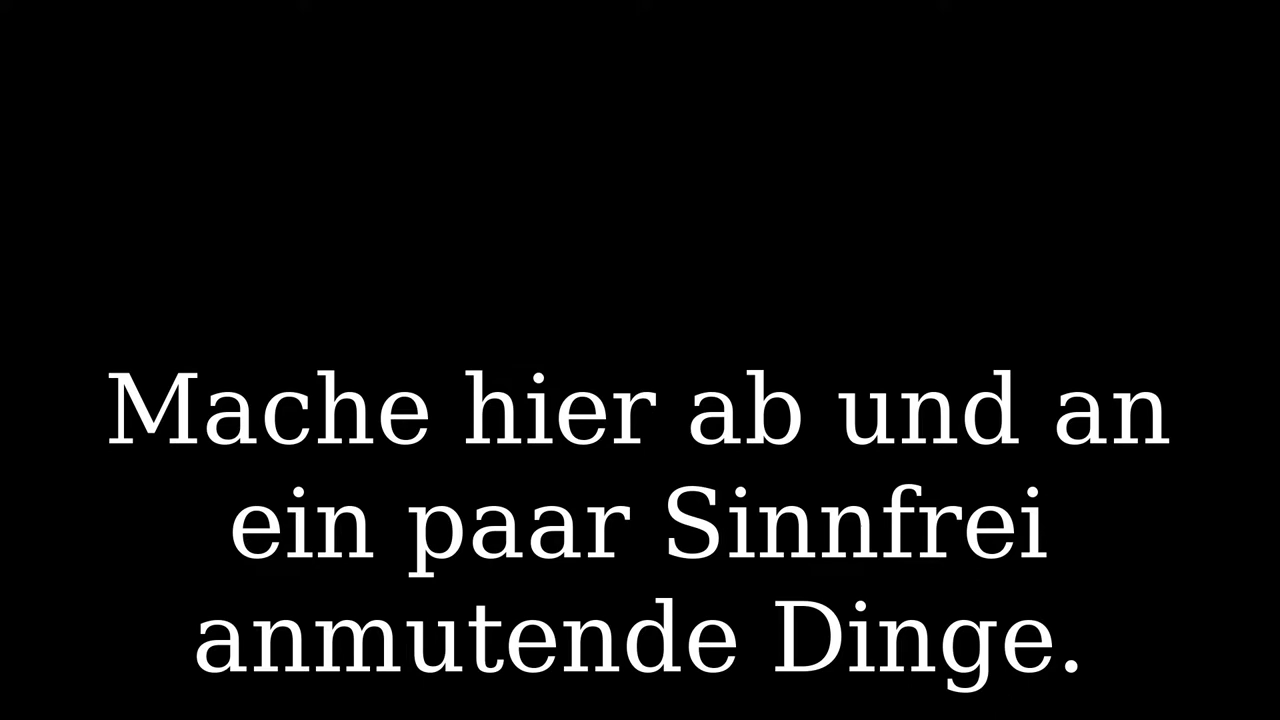 Mache hier ab und an
ein paar Sinnfrei
anmutende Dinge.